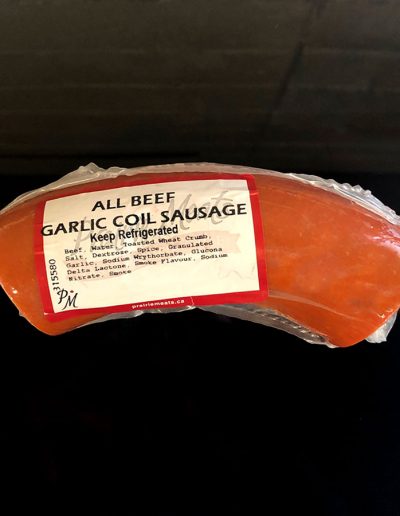 ALL BEEF
GARLIC COIL SAUSAGE
Keep Refrigerated
Beef, Water, Toasted Wheat Crumb,
Salt, Dextrose, Spice, Granulated
Garlic, Sodium Wrythorbate, Glucona
Delta Lactone, Smoke Flavour, Sodium
Nitrate, Smoke
315580
PM
prairiemeats.ca